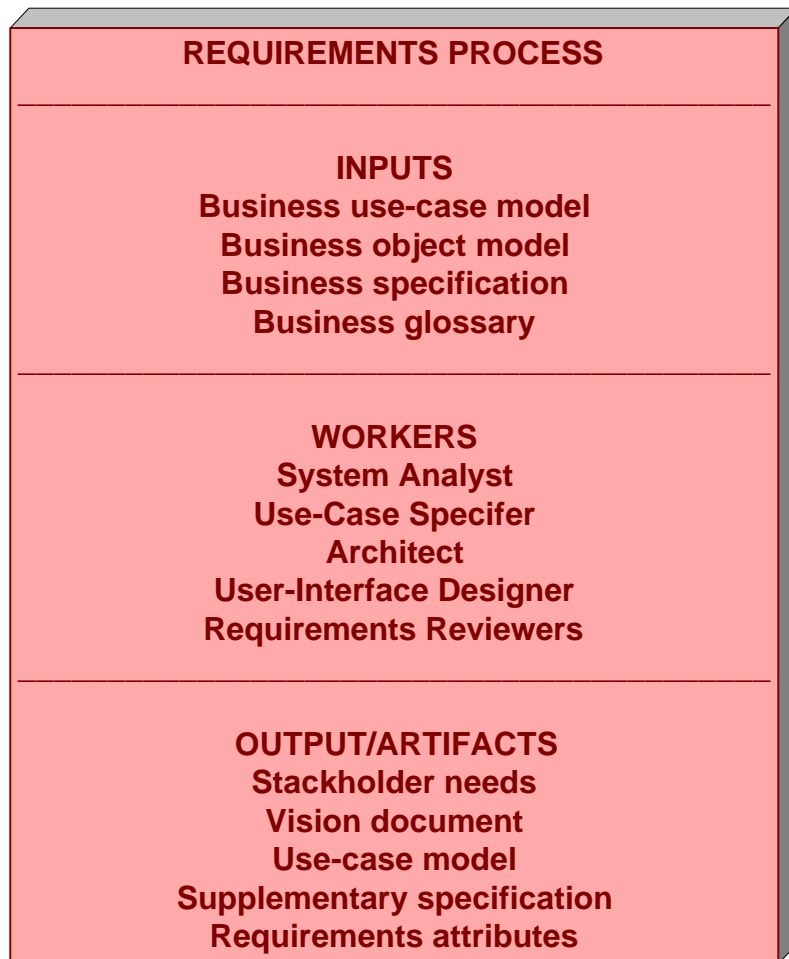 REQUIREMENTS PROCESS
INPUTS
Business use-case model
Business object model
Business specification
Business glossary
WORKERS
System Analyst
Use-Case Specifer
Architect
User-Interface Designer
Requirements Reviewers
OUTPUT/ARTIFACTS
Stackholder needs
Vision document
Use-case model
Supplementary specification
Requirements attributes